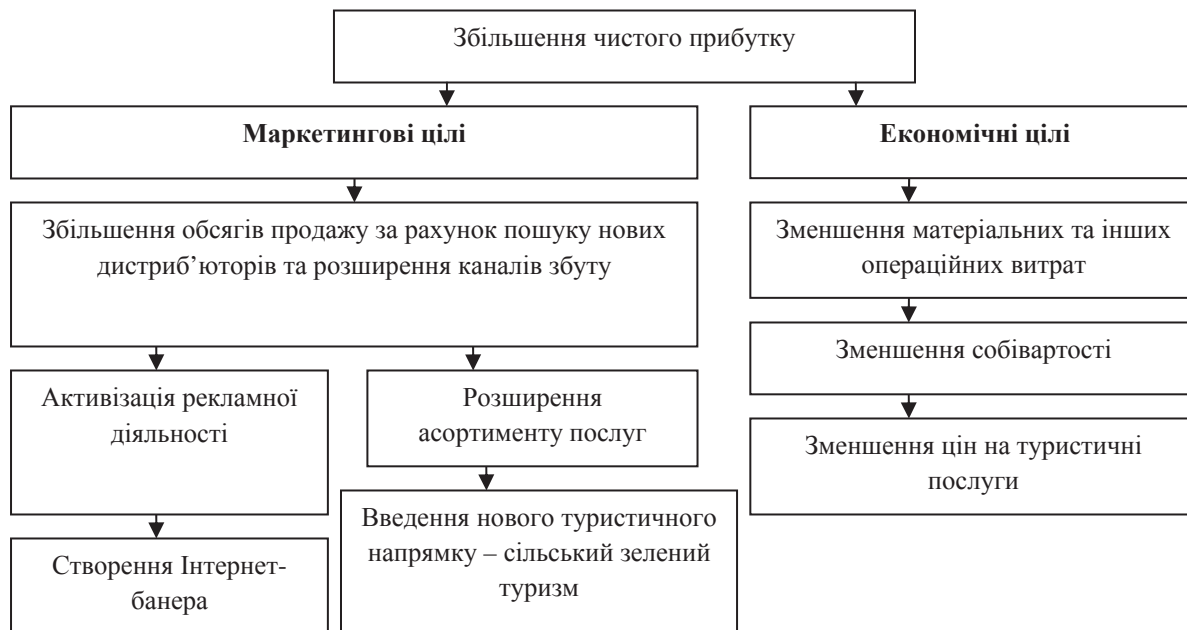 Збільшення чистого прибутку
Маркетингові цілі
Економічні цілі
Збільшення обсягів продажу за рахунок пошуку нових
дистриб’юторів та розширення каналів збуту
Зменшення матеріальних та інших
операційних витрат
Зменшення собівартості
Активізація рекламної
діяльності
Розширення
асортименту послуг
Зменшення цін на туристичні
послуги
Введення нового туристичного
напрямку – сільський зелений
туризм
Створення Інтернет-
банера